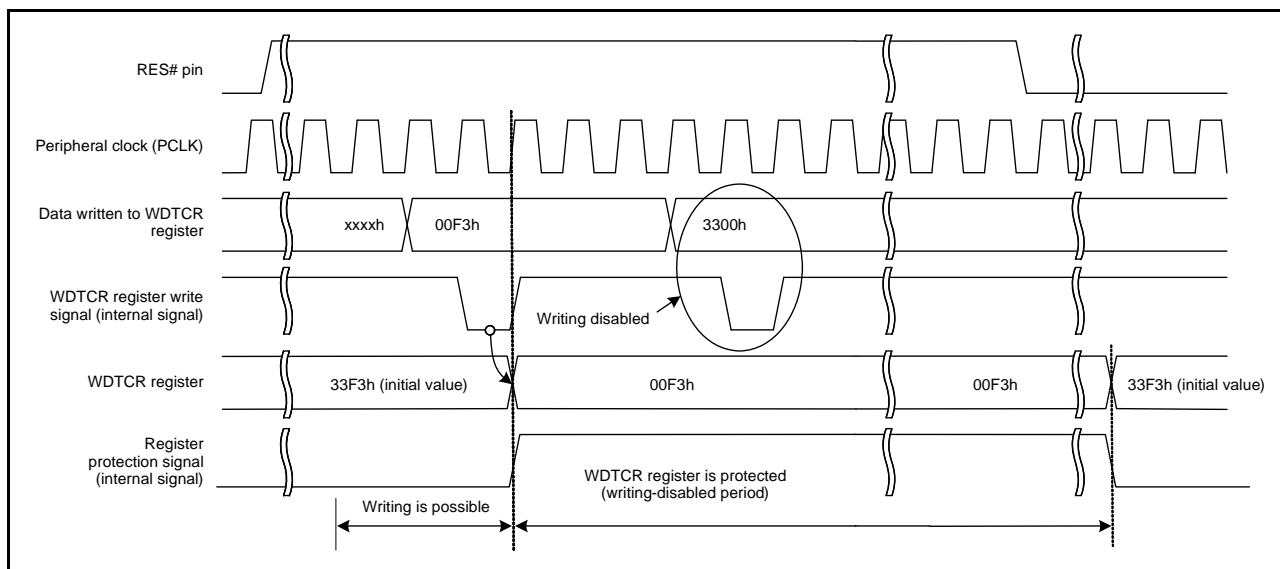 RES# pin
Peripheral clock (PCLK)
Data written to WDTCR
register
xxxxh
00F3h
3300h
WDTCR register write
signal (internal signal)
Writing disabled
WDTCR register
33F3h (initial value)
00F3h
00F3h
33F3h (initial value)
Register
protection signal
(internal signal)
WDTCR register is protected
(writing-disabled period)
Writing is possible